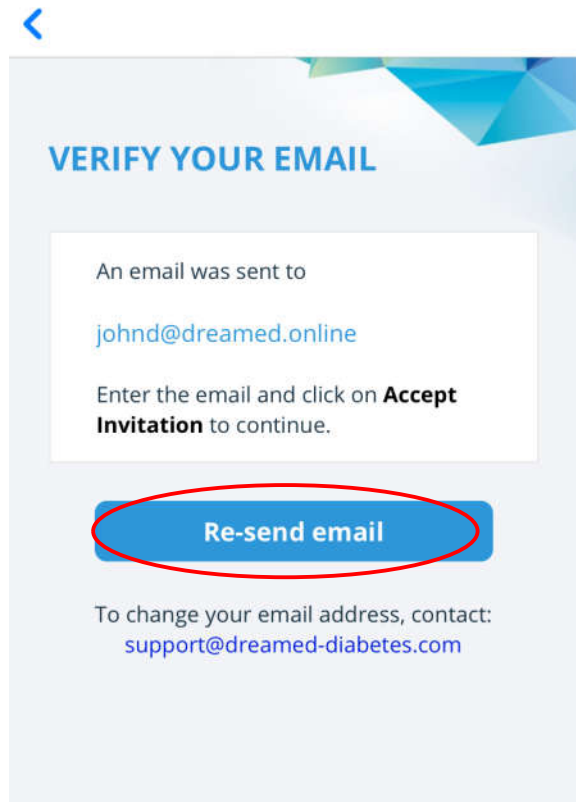 VERIFY YOUR EMAIL
An email was sent to
johnd@dreamed.online
Enter the email and click on Accept
Invitation to continue.
Re-send email
To change your email address, contact:
support@dreamed-diabetes.com